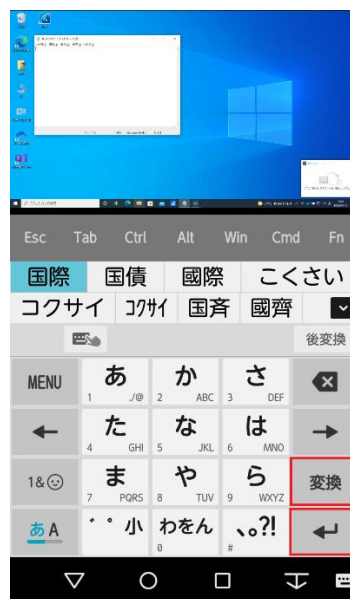 Esc Tab Ctrl Alt Win Cmd Fn
国際 国債 國際 こくさい
コクサイ ｺｸｻｲ 国斉 國齊
後変換
MENU あ 1 ./@ か 2 ABC さ 3 DEF
た 4 GHI な 5 JKL は 6 MNO
1& ま 7 PQRS や 8 TUV ら 9 WXYZ 変換
あA ゛゜小 わをん 0 、。?! #